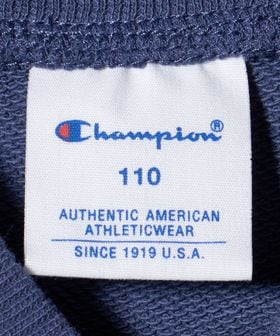 Champion®
110
AUTHENTIC AMERICAN
ATHLETICWEAR
SINCE 1919 U.S.A.